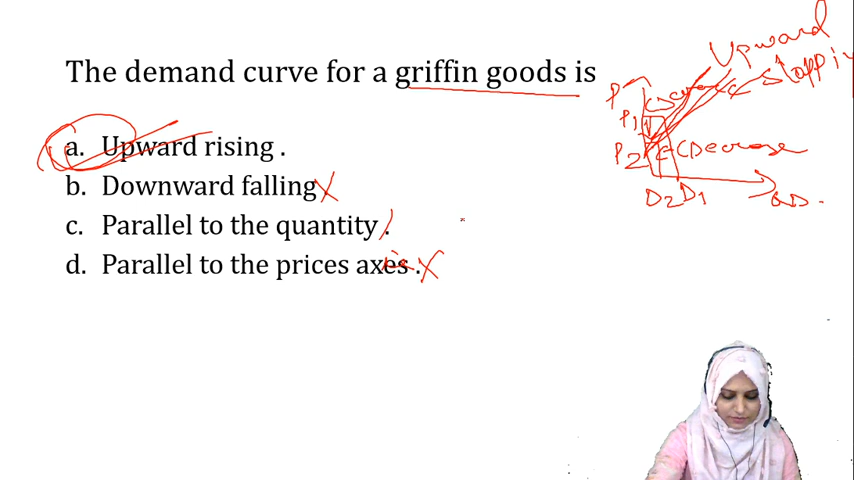 The demand curve for a griffin goods is
a. Upward rising .
b. Downward falling
c. Parallel to the quantity .
d. Parallel to the prices axes .
Upward
P
P1
P2
Decrease
D2 D1